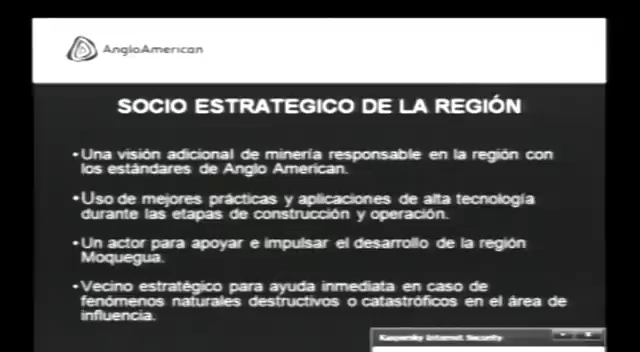 AngloAmerican
SOCIO ESTRATEGICO DE LA REGIÓN
•Una visión adicional de minería responsable en la región con
los estándares de Anglo American.
•Uso de mejores prácticas y aplicaciones de alta tecnología
durante las etapas de construcción y operación.
•Un actor para apoyar e impulsar el desarrollo de la región
Moquegua.
•Vecino estratégico para ayuda inmediata en caso de
fenómenos naturales destructivos o catastróficos en el área de
influencia.
Kaspersky Internet Security